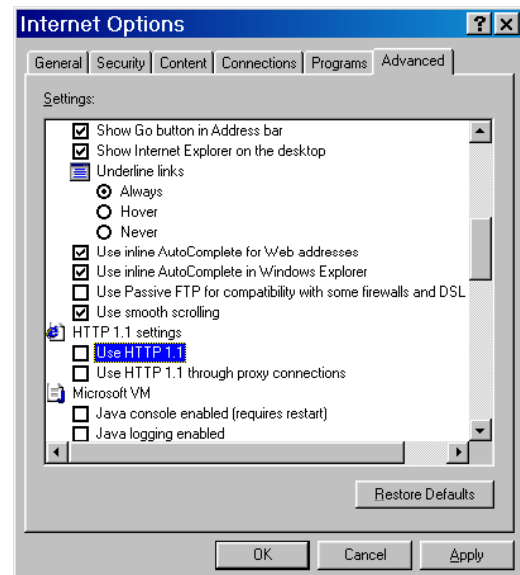 Internet Options
General Security Content Connections Programs Advanced
Settings:
Show Go button in Address bar
Show Internet Explorer on the desktop
Underline links
Always
Hover
Never
Use inline AutoComplete for Web addresses
Use inline AutoComplete in Windows Explorer
Use Passive FTP for compatibility with some firewalls and DSL
Use smooth scrolling
HTTP 1.1 settings
Use HTTP 1.1
Use HTTP 1.1 through proxy connections
Microsoft VM
Java console enabled (requires restart)
Java logging enabled
Restore Defaults
OK Cancel Apply